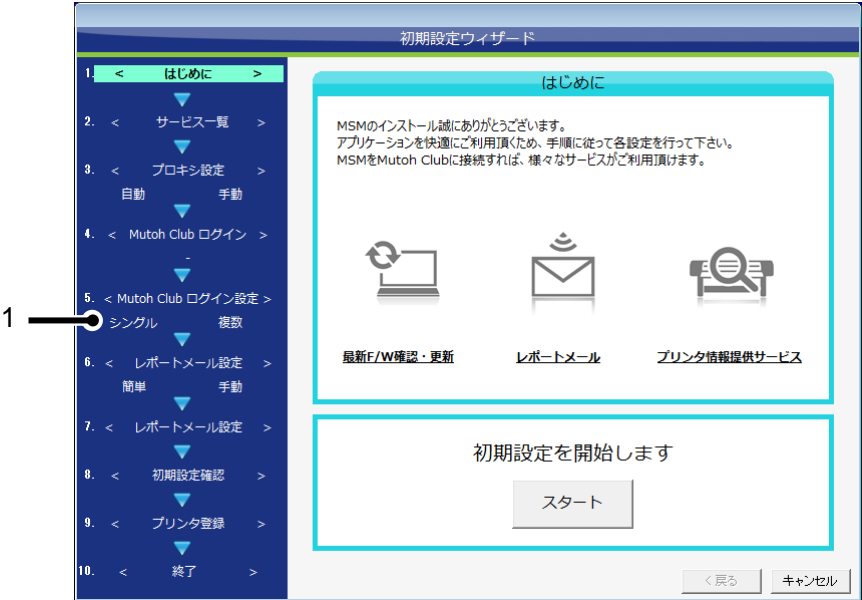 初期設定ウィザード
1. < はじめに >
2. < サービス一覧 >
3. < プロキシ設定 >
自動 手動
4. < Mutoh Club ログイン >
-
5. < Mutoh Club ログイン設定 >
1
シングル 複数
6. < レポートメール設定 >
簡単 手動
7. < レポートメール設定 >
8. < 初期設定確認 >
9. < プリンタ登録 >
10. < 終了 >
はじめに
MSMのインストール誠にありがとうございます。
アプリケーションを快適にご利用頂くため、手順に従って各設定を行って下さい。
MSMをMutoh Clubに接続すれば、様々なサービスがご利用頂けます。
最新F/W確認・更新 レポートメール プリンタ情報提供サービス
初期設定を開始します
スタート
< 戻る キャンセル